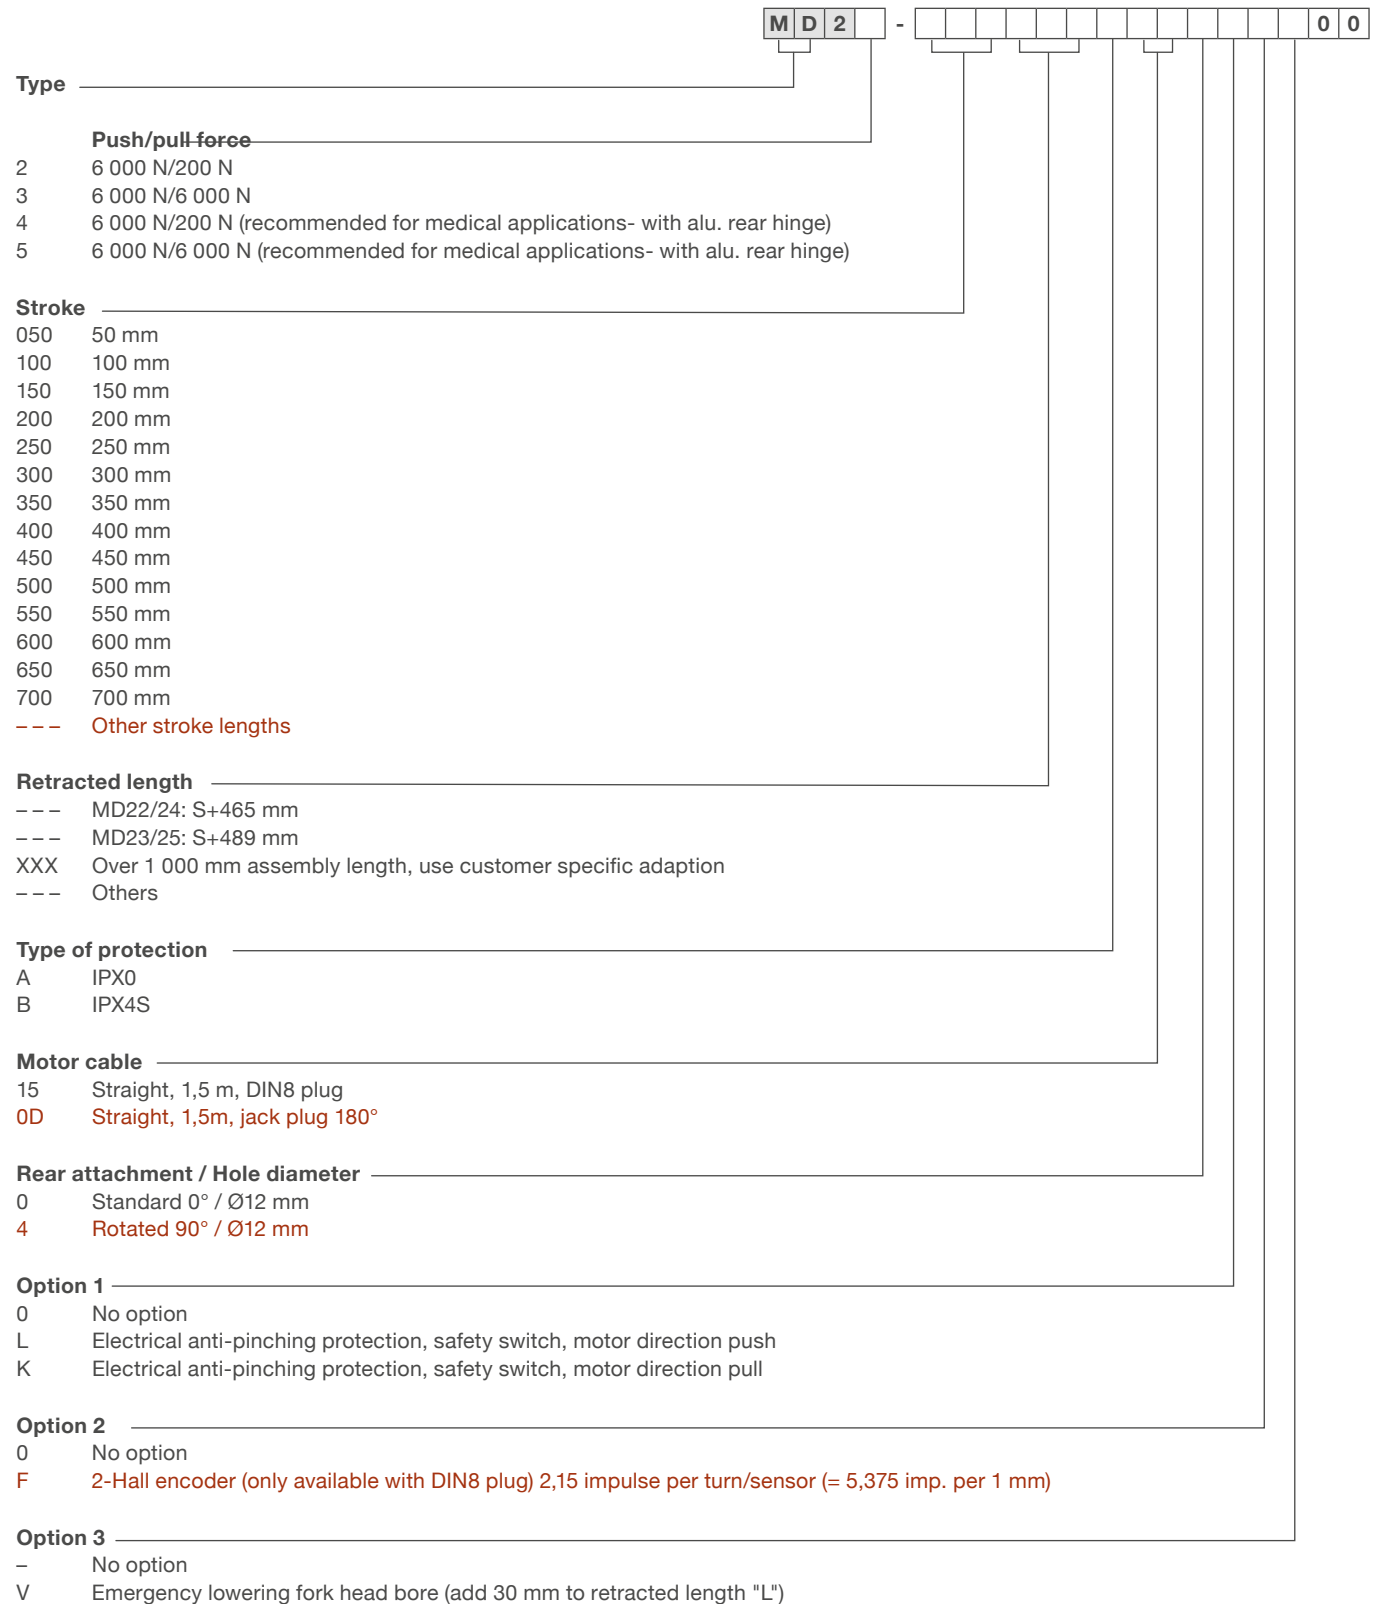 MD2 - 00
Type
Push/pull force
2 6 000 N/200 N
3 6 000 N/6 000 N
4 6 000 N/200 N (recommended for medical applications- with alu. rear hinge)
5 6 000 N/6 000 N (recommended for medical applications- with alu. rear hinge)
Stroke
050 50 mm
100 100 mm
150 150 mm
200 200 mm
250 250 mm
300 300 mm
350 350 mm
400 400 mm
450 450 mm
500 500 mm
550 550 mm
600 600 mm
650 650 mm
700 700 mm
– – – Other stroke lengths
Retracted length
– – – MD22/24: S+465 mm
– – – MD23/25: S+489 mm
XXX Over 1 000 mm assembly length, use customer specific adaption
– – – Others
Type of protection
A IPX0
B IPX4S
Motor cable
15 Straight, 1,5 m, DIN8 plug
0D Straight, 1,5m, jack plug 180°
Rear attachment / Hole diameter
0 Standard 0° / Ø12 mm
4 Rotated 90° / Ø12 mm
Option 1
0 No option
L Electrical anti-pinching protection, safety switch, motor direction push
K Electrical anti-pinching protection, safety switch, motor direction pull
Option 2
0 No option
F 2-Hall encoder (only available with DIN8 plug) 2,15 impulse per turn/sensor (= 5,375 imp. per 1 mm)
Option 3
– No option
V Emergency lowering fork head bore (add 30 mm to retracted length "L")